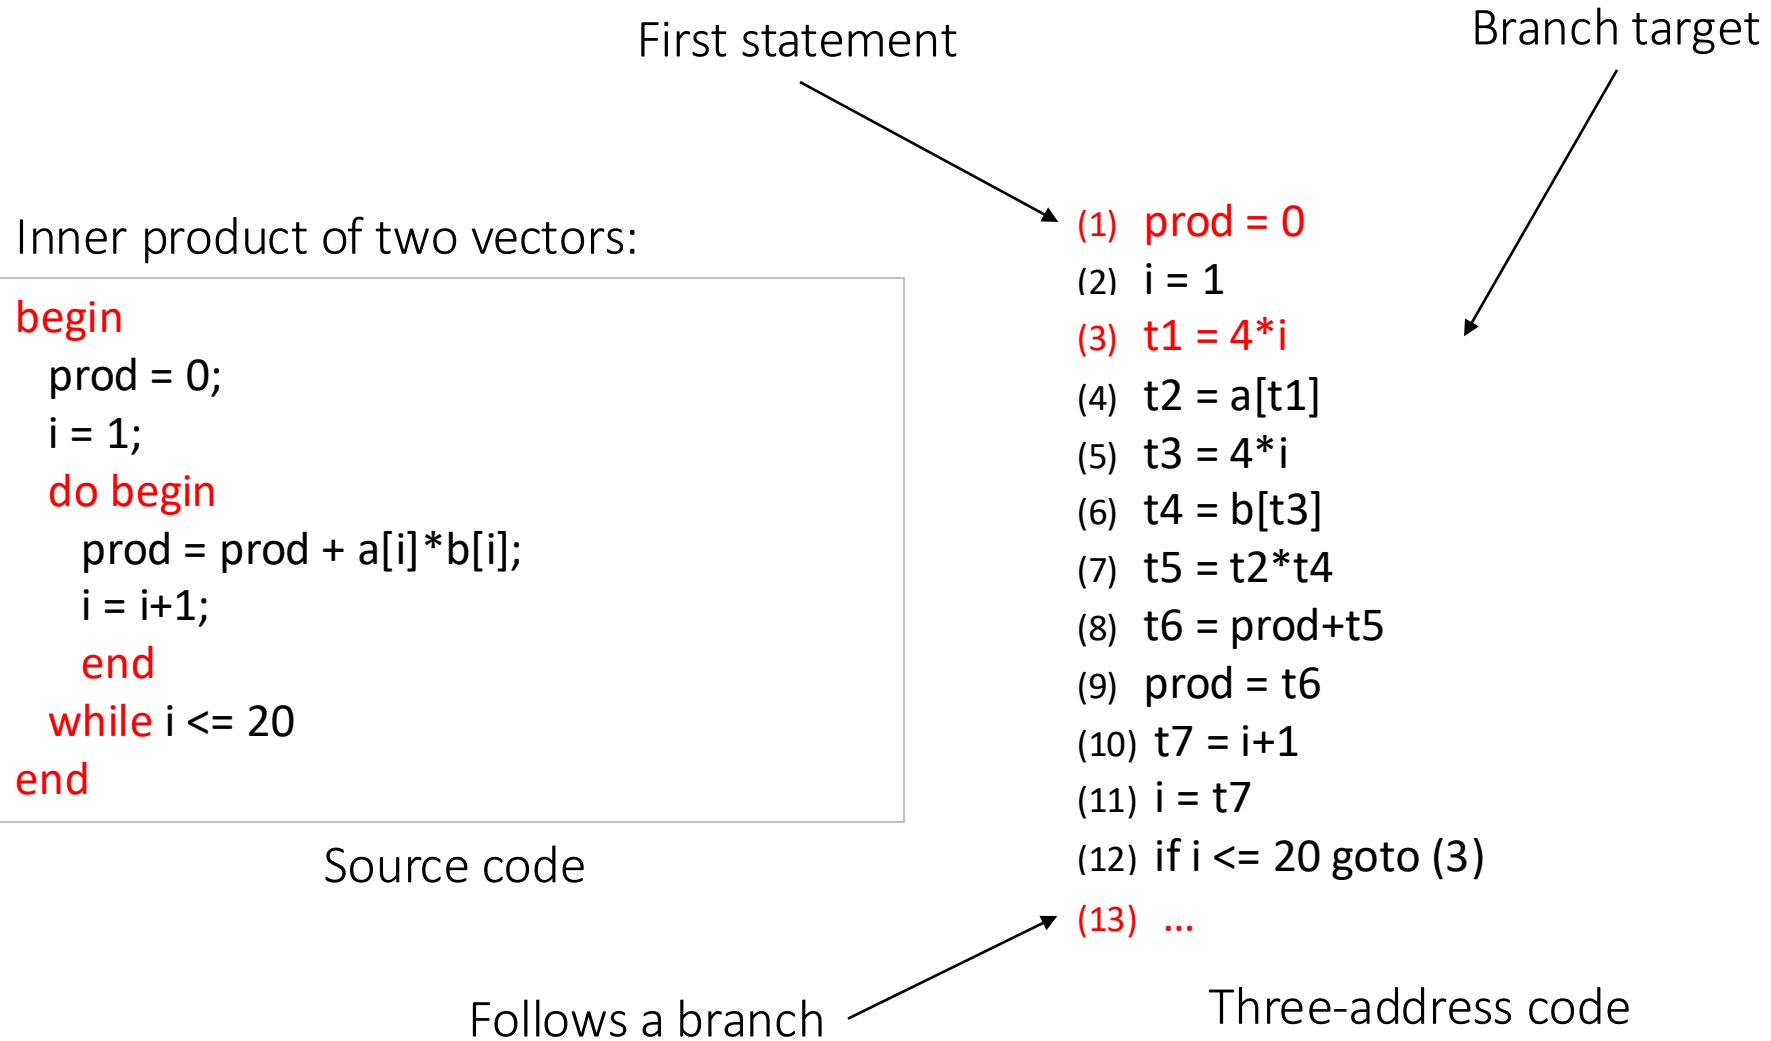 First statement
Branch target
Inner product of two vectors:
begin
prod = 0;
i = 1;
do begin
prod = prod + a[i]*b[i];
i = i+1;
end
while i <= 20
end
Source code
(1) prod = 0
(2) i = 1
(3) t1 = 4*i
(4) t2 = a[t1]
(5) t3 = 4*i
(6) t4 = b[t3]
(7) t5 = t2*t4
(8) t6 = prod+t5
(9) prod = t6
(10) t7 = i+1
(11) i = t7
(12) if i <= 20 goto (3)
(13) ...
Follows a branch
Three-address code